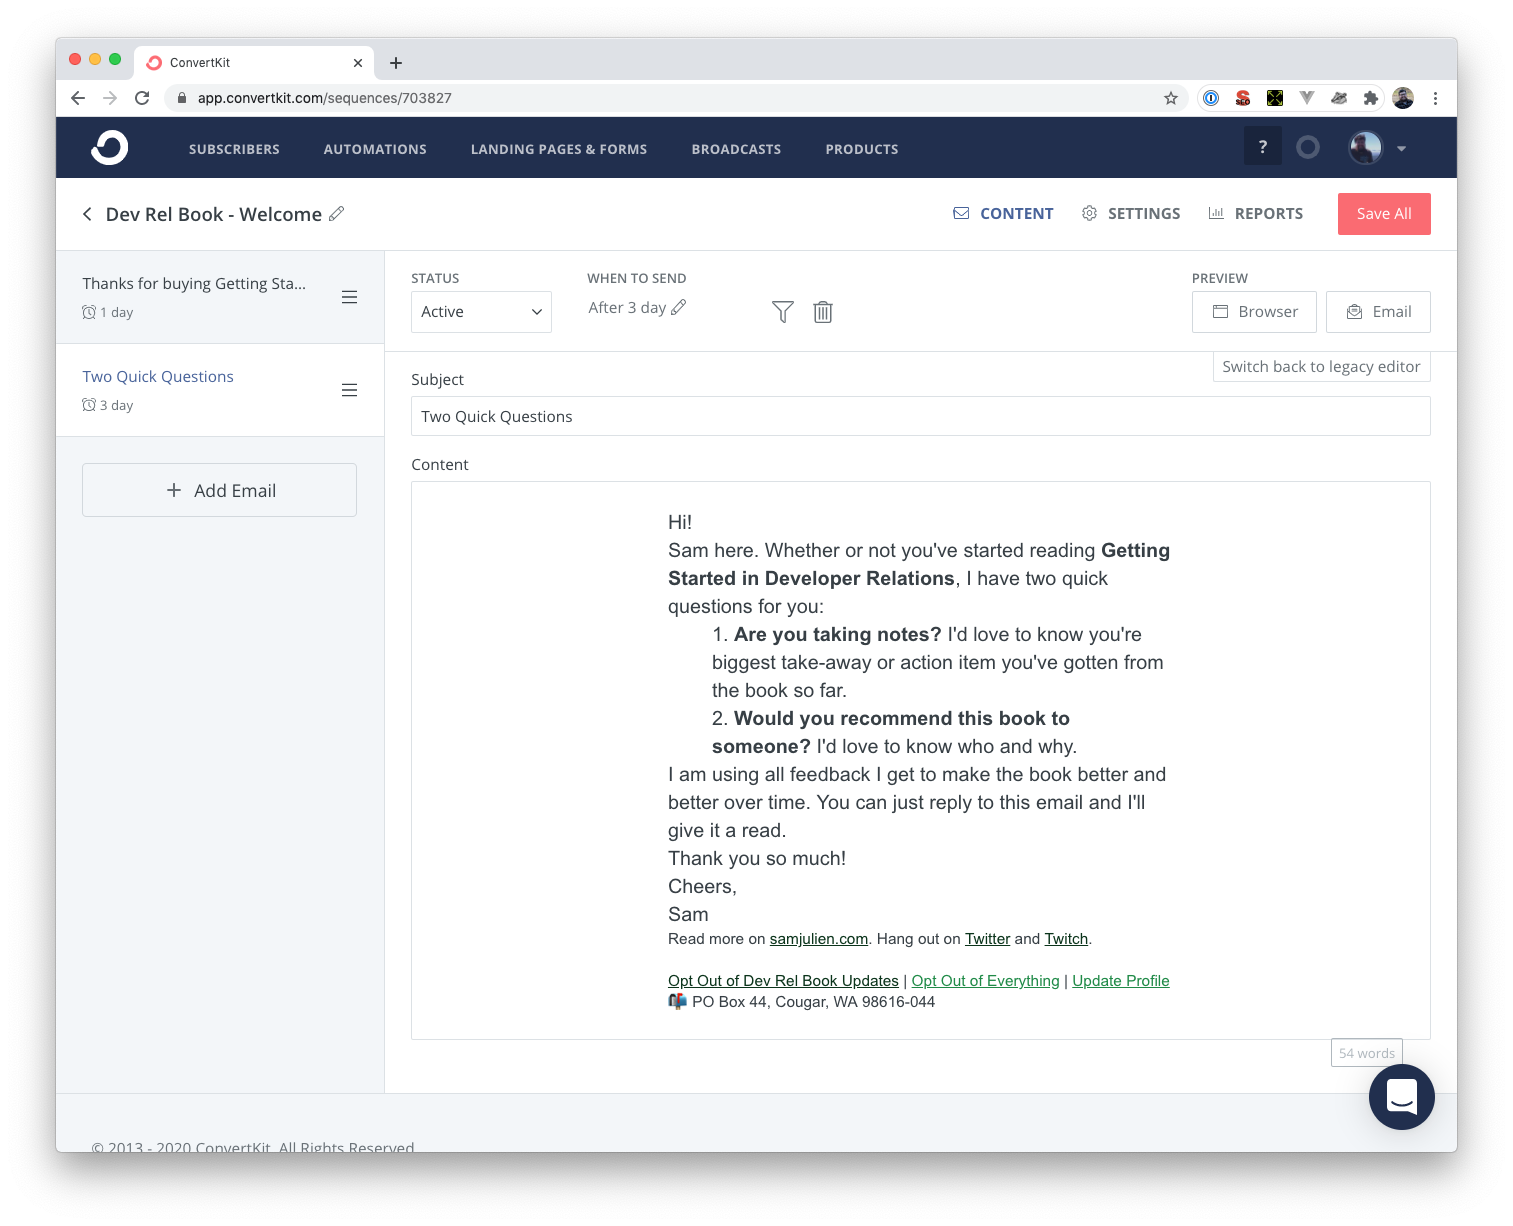 ConvertKit
app.convertkit.com/sequences/703827
SUBSCRIBERS AUTOMATIONS LANDING PAGES & FORMS BROADCASTS PRODUCTS ?
Dev Rel Book - Welcome
CONTENT SETTINGS REPORTS Save All
Thanks for buying Getting Sta...
1 day
Two Quick Questions
3 day
+ Add Email
STATUS
Active
WHEN TO SEND
After 3 day
PREVIEW
Browser Email
Switch back to legacy editor
Subject
Two Quick Questions
Content
Hi!
Sam here. Whether or not you've started reading Getting
Started in Developer Relations, I have two quick
questions for you:
1. Are you taking notes? I'd love to know you're
biggest take-away or action item you've gotten from
the book so far.
2. Would you recommend this book to
someone? I'd love to know who and why.
I am using all feedback I get to make the book better and
better over time. You can just reply to this email and I'll
give it a read.
Thank you so much!
Cheers,
Sam
Read more on samjulien.com. Hang out on Twitter and Twitch.
Opt Out of Dev Rel Book Updates | Opt Out of Everything | Update Profile
PO Box 44, Cougar, WA 98616-044
54 words
© 2013 - 2020 ConvertKit. All Rights Reserved